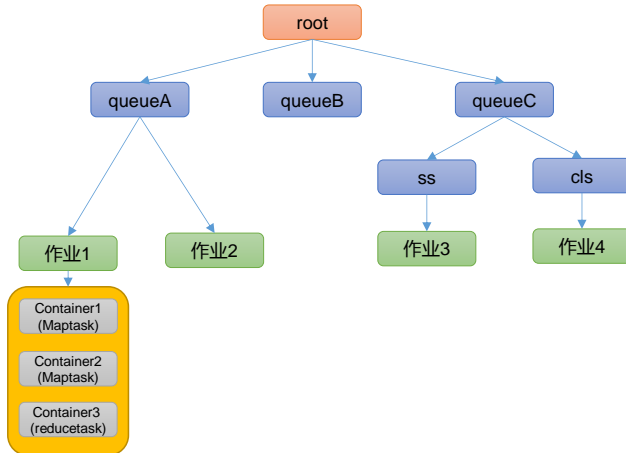 root
queueA
queueB
queueC
ss
cls
作业1
作业2
作业3
作业4
Container1
(Maptask)
Container2
(Maptask)
Container3
(reducetask)